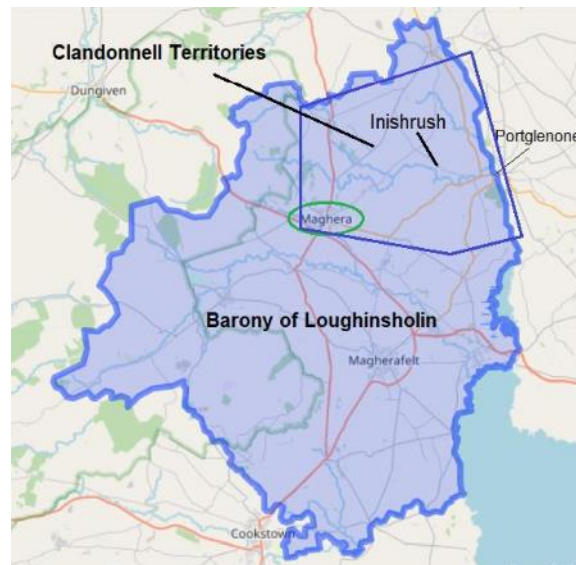 Clandonnell Territories
Dungiven
Inishrush
Portglenone
Maghera
Barony of Loughinsholin
Magherafelt
Cookstown